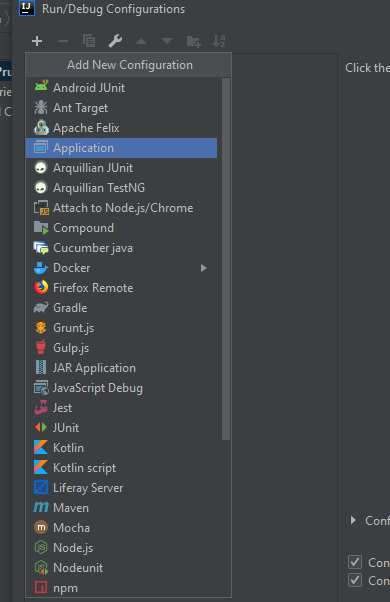 Run/Debug Configurations
Add New Configuration
Click the
Android JUnit
Ant Target
Apache Felix
Application
Arquillian JUnit
Arquillian TestNG
Attach to Node.js/Chrome
Compound
Cucumber java
Docker
Firefox Remote
Gradle
Grunt.js
Gulp.js
JAR Application
JavaScript Debug
Jest
JUnit
Kotlin
Kotlin script
Liferay Server
Maven
Mocha
Node.js
Nodeunit
npm
Conf
Con
Con